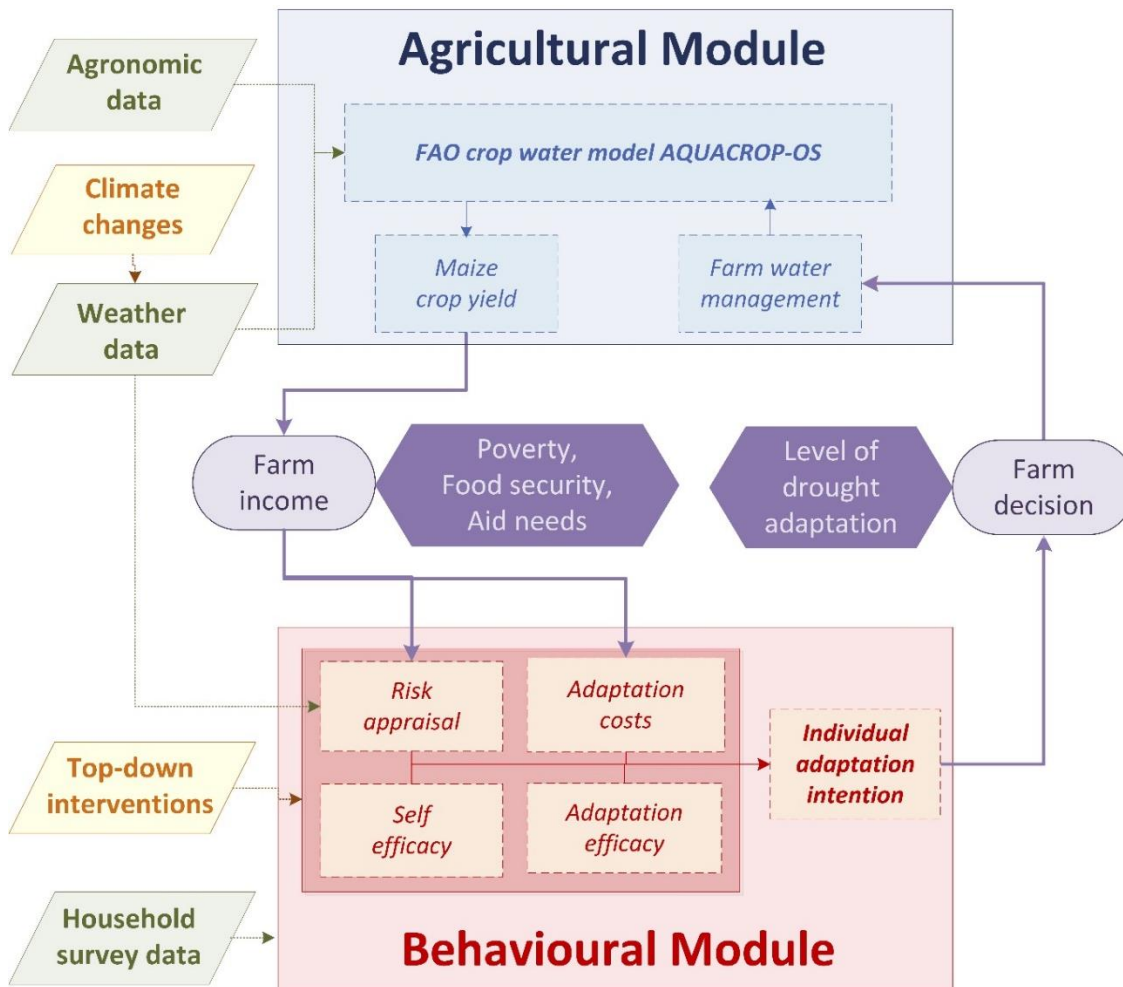 Agricultural Module
Agronomic
data
FAO crop water model AQUACROP-OS
Climate
changes
Maize
crop yield
Farm water
management
Weather
data
Farm
income
Poverty,
Food security,
Aid needs
Level of
drought
adaptation
Farm
decision
Risk
appraisal
Adaptation
costs
Individual
adaptation
intention
Top-down
interventions
Self
efficacy
Adaptation
efficacy
Household
survey data
Behavioural Module